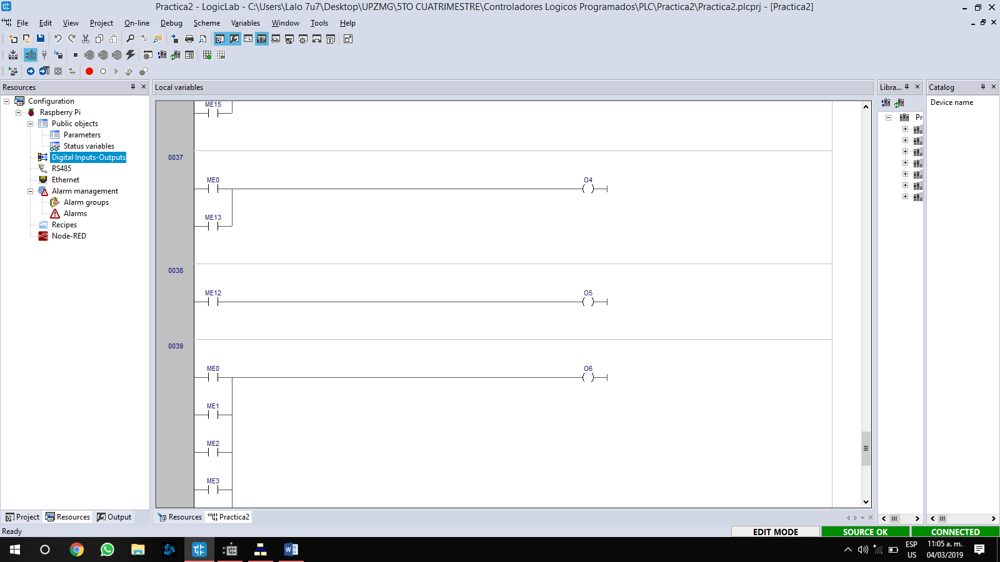 Practica2 - LogicLab - C:\Users\Lalo 7u7\Desktop\UPZMG\5TO CUATRIMESTRE\Controladores Logicos Programados\PLC\Practica2\Practica2.plcprj - [Practica2]
File Edit View Project On-line Debug Scheme Variables Window Tools Help
Resources
Local variables
Libra...
Catalog
Configuration
Raspberry Pi
Public objects
Parameters
Status variables
Digital Inputs-Outputs
RS485
Ethernet
Alarm management
Alarm groups
Alarms
Recipes
Node-RED
ME15
0037
ME0
O4
ME13
0038
ME12
O5
0039
ME0
O6
ME1
ME2
ME3
Pr
Device name
Project Resources Output
Resources Practica2
Ready
EDIT MODE SOURCE OK CONNECTED
ESP
US
11:05 a. m.
04/03/2019